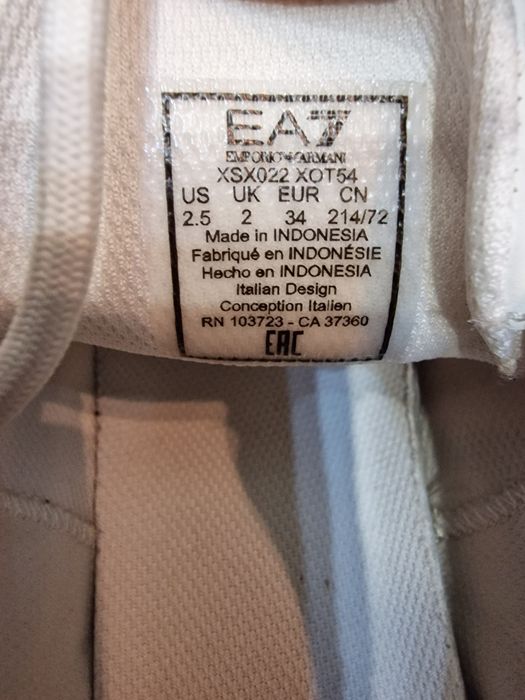 EA7
EMPORIO ARMANI
XSX022 XOT54
US UK EUR CN
2.5 2 34 214/72
Made in INDONESIA
Fabriqué en INDONÉSIE
Hecho en INDONESIA
Italian Design
Conception Italien
RN 103723 - CA 37360
EAC